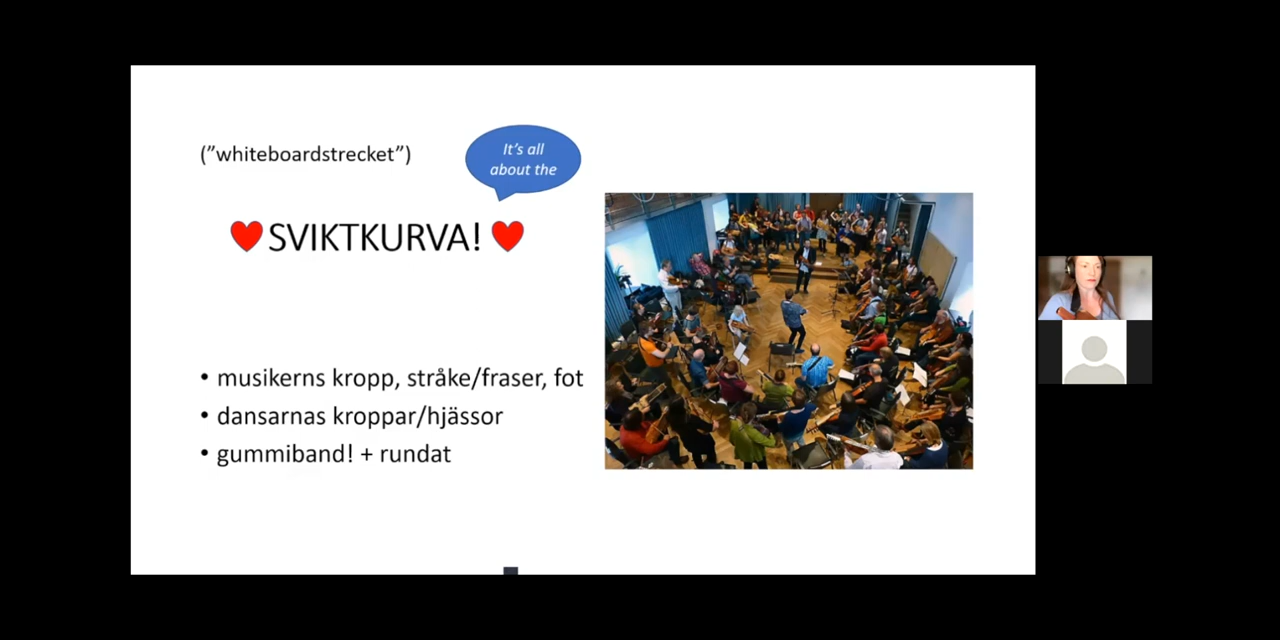 (”whiteboardstrecket”)
It’s all
about the
SVIKTKURVA!
• musikerns kropp, stråke/fraser, fot
• dansarnas kroppar/hjässor
• gummiband! + rundat